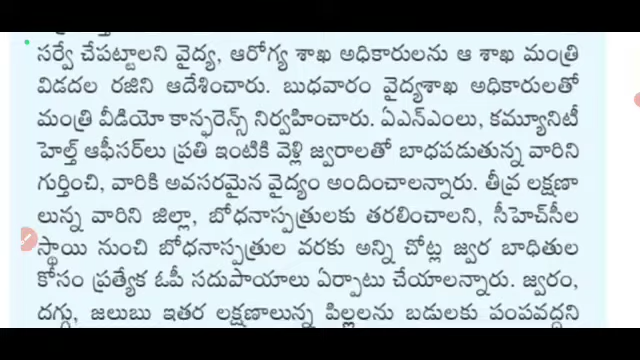 సర్వే చేపట్టాలని వైద్య, ఆరోగ్య శాఖ అధికారులను ఆ శాఖ మంత్రి
విడదల రజిని ఆదేశించారు. బుధవారం వైద్యశాఖ అధికారులతో
మంత్రి వీడియో కాన్ఫరెన్స్ నిర్వహించారు. ఏఎన్ఎంలు, కమ్యూనిటీ
హెల్త్ ఆఫీసర్‌లు ప్రతి ఇంటికి వెళ్లి జ్వరాలతో బాధపడుతున్న వారిని
గుర్తించి, వారికి అవసరమైన వైద్యం అందించాలన్నారు. తీవ్ర లక్షణా
లున్న వారిని జిల్లా, బోధనాస్పత్రులకు తరలించాలని, సీహెచ్‌సీల
స్థాయి నుంచి బోధనాస్పత్రుల వరకు అన్ని చోట్ల జ్వర బాధితుల
కోసం ప్రత్యేక ఓపీ సదుపాయాలు ఏర్పాటు చేయాలన్నారు. జ్వరం,
దగ్గు, జలుబు ఇతర లక్షణాలున్న పిల్లలను బడులకు పంపవద్దని